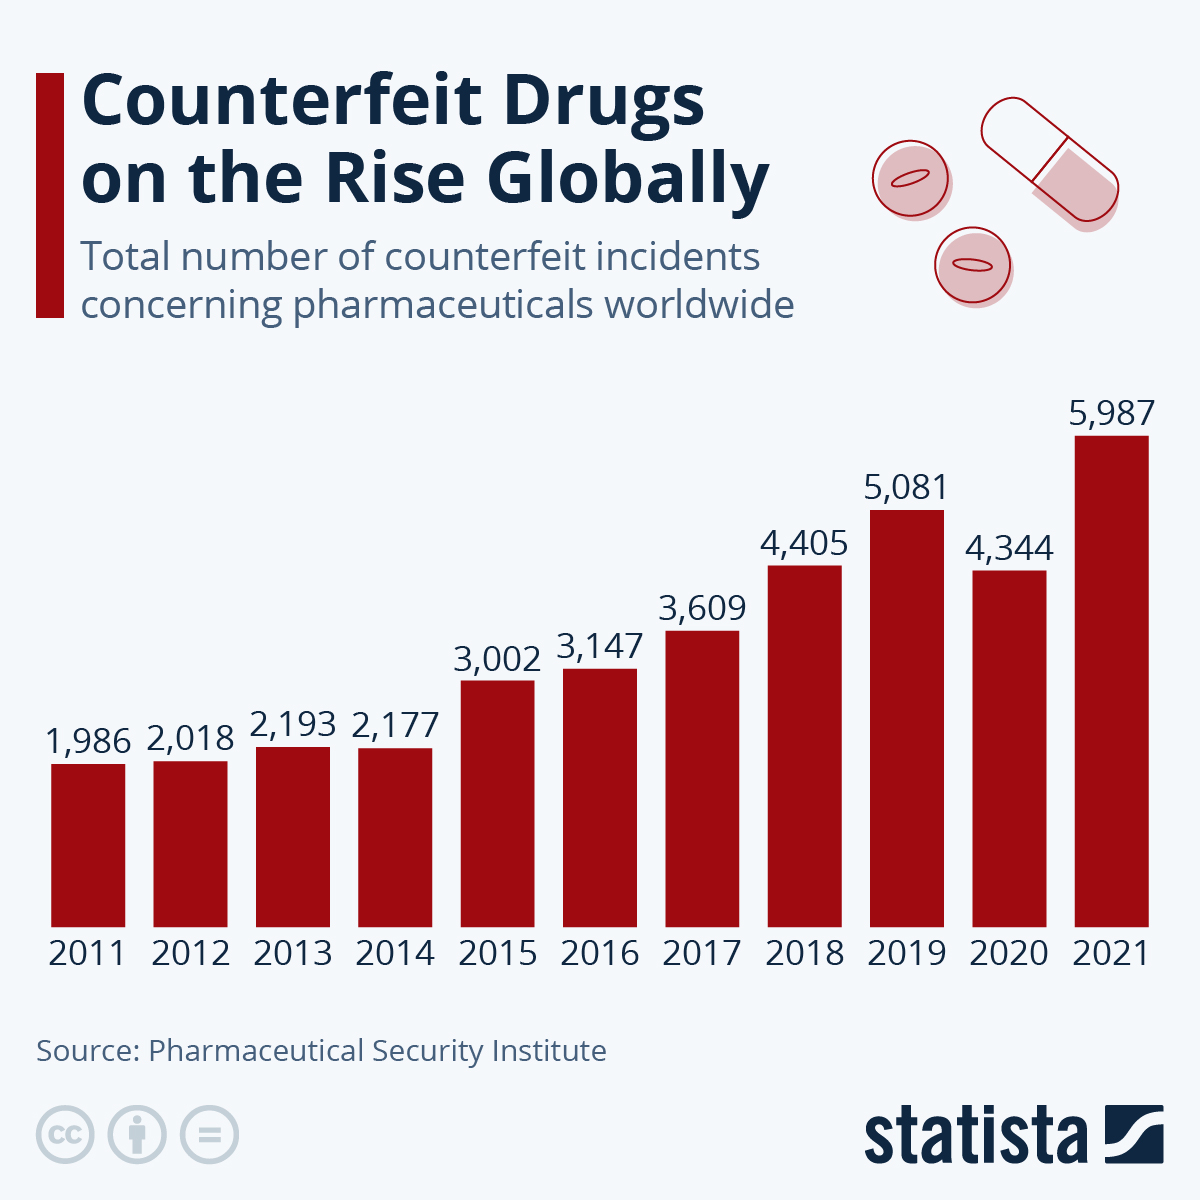 Counterfeit Drugs
on the Rise Globally
Total number of counterfeit incidents
concerning pharmaceuticals worldwide
1,986 2,018 2,193 2,177 3,002 3,147 3,609 4,405 5,081 4,344 5,987
2011 2012 2013 2014 2015 2016 2017 2018 2019 2020 2021
Source: Pharmaceutical Security Institute
cc
statista